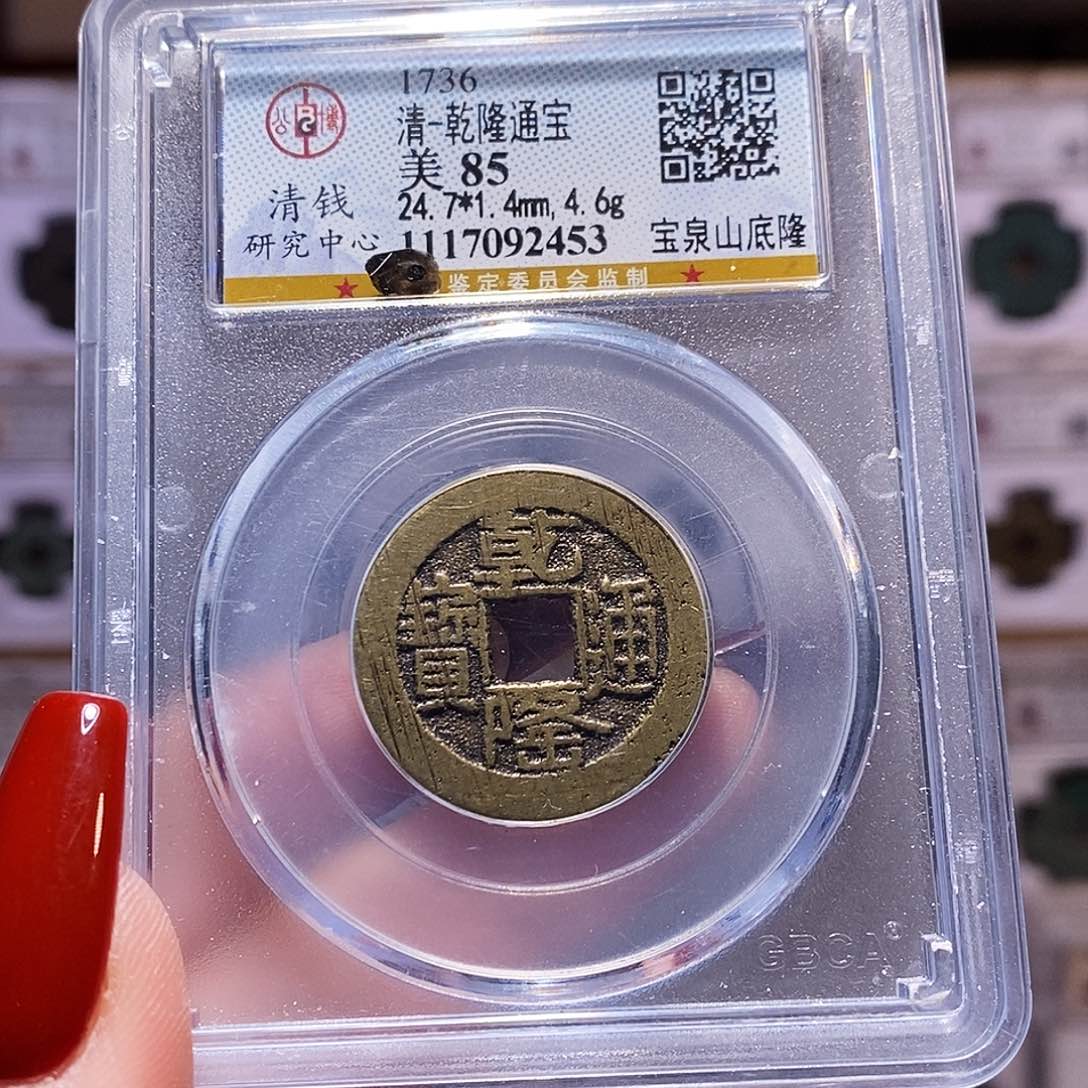 公博
1736
清-乾隆通宝
美 85
清钱
24.7*1.4mm, 4.6g
研究中心
1117092453
宝泉山底隆
鉴定委员会监制
乾隆通寶
GBCA